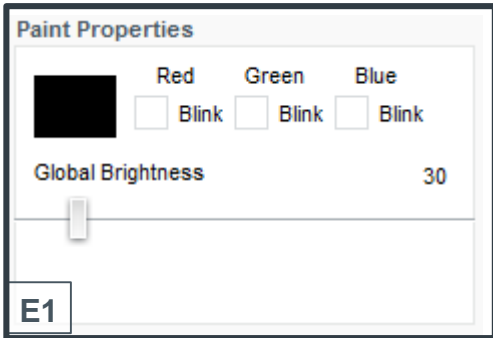 Paint Properties
Red Green Blue
Blink Blink Blink
Global Brightness 30
E1